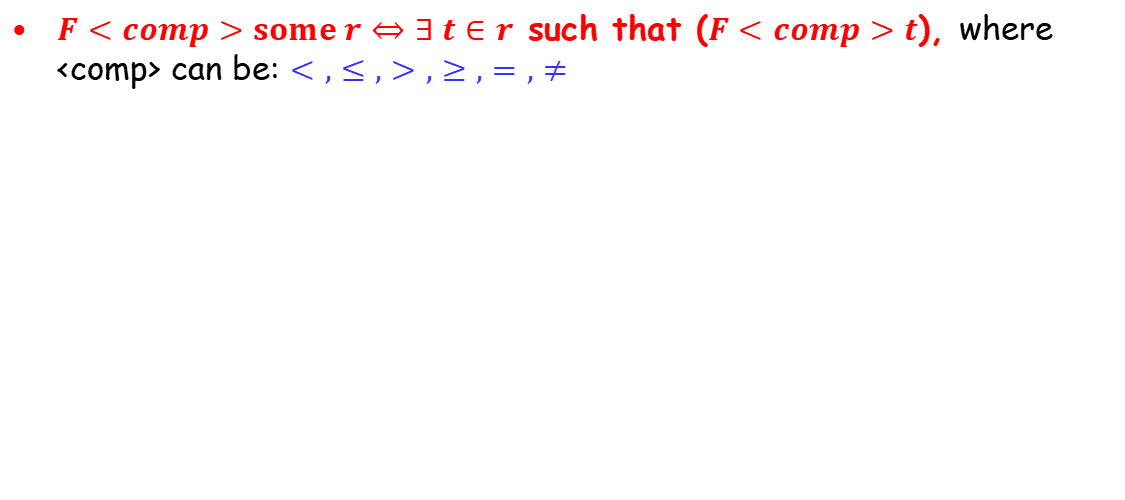 • F < comp > some r ⇔ ∃ t ∈ r such that (F < comp > t), where
<comp> can be: < , ≤ , > , ≥ , = , ≠